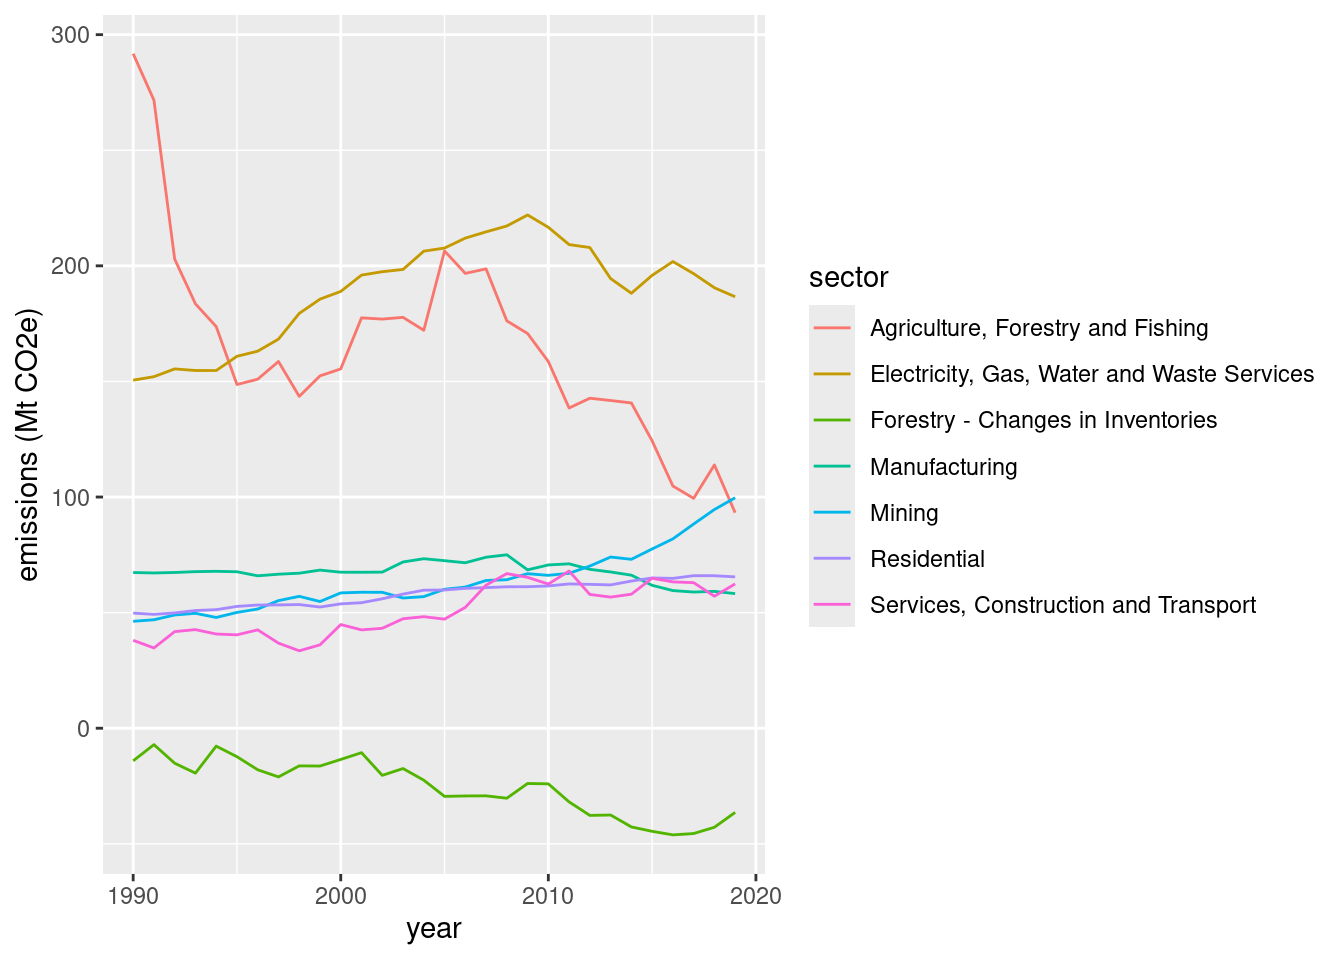 300
200
100
0
emissions (Mt CO2e)
1990
2000
2010
2020
year
sector
Agriculture, Forestry and Fishing
Electricity, Gas, Water and Waste Services
Forestry - Changes in Inventories
Manufacturing
Mining
Residential
Services, Construction and Transport